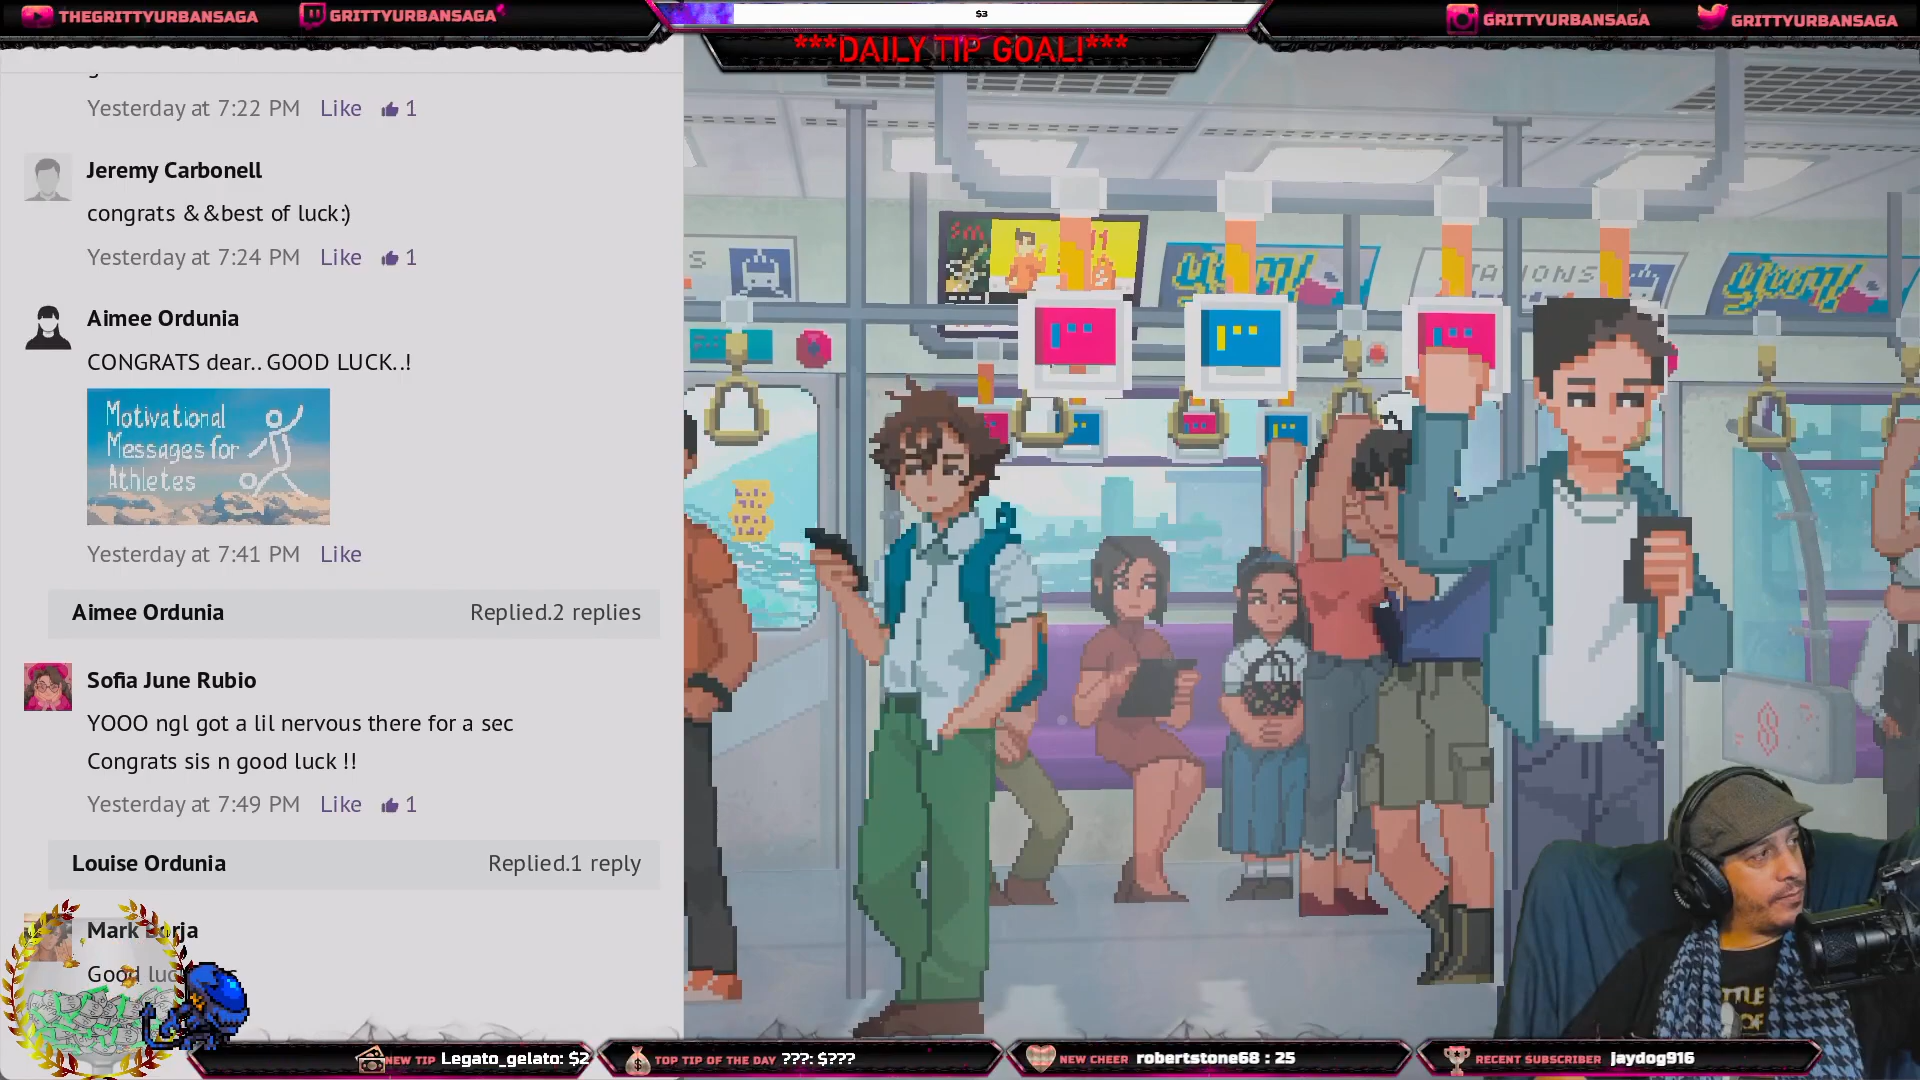 THEGRITTYURBANSAGA
GRITTYURBANSAGA
$3
GRITTYURBANSAGA
GRITTYURBANSAGA
***DAILY TIP GOAL!***
Yesterday at 7:22 PM Like 1
Jeremy Carbonell
congrats &&best of luck:)
Yesterday at 7:24 PM Like 1
Aimee Ordunia
CONGRATS dear.. GOOD LUCK..!
Motivational
Messages for
Athletes
Yesterday at 7:41 PM Like
Aimee Ordunia Replied.2 replies
Sofia June Rubio
YOOO ngl got a lil nervous there for a sec
Congrats sis n good luck !!
Yesterday at 7:49 PM Like 1
Louise Ordunia Replied.1 reply
Mark
Good
yum!
yum!
8
NEW TIP Legato_gelato: $2
TOP TIP OF THE DAY ???: $???
NEW CHEER robertstone68 : 25
RECENT SUBSCRIBER jaydog916